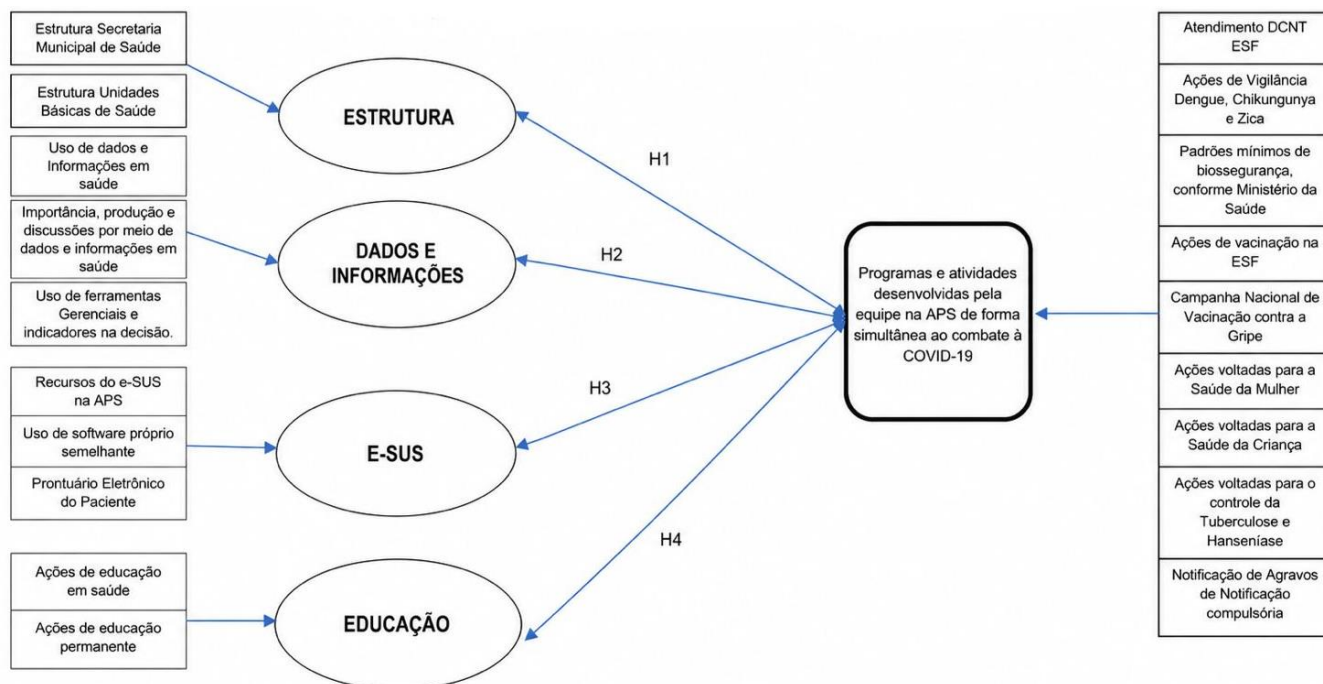 Estrutura Secretaria
Municipal de Saúde
Estrutura Unidades
Básicas de Saúde
Uso de dados e
Informações em
saúde
Importância, produção e
discussões por meio de
dados e informações em
saúde
Uso de ferramentas
Gerenciais e
indicadores na decisão.
Recursos do e-SUS
na APS
Uso de software próprio
semelhante
Prontuário Eletrônico
do Paciente
Ações de educação
em saúde
Ações de educação
permanente
ESTRUTURA
DADOS E
INFORMAÇÕES
E-SUS
EDUCAÇÃO
H1
H2
H3
H4
Programas e atividades
desenvolvidas pela
equipe na APS de forma
simultânea ao combate à
COVID-19
Atendimento DCNT
ESF
Ações de Vigilância
Dengue, Chikungunya
e Zica
Padrões mínimos de
biossegurança,
conforme Ministério da
Saúde
Ações de vacinação na
ESF
Campanha Nacional de
Vacinação contra a
Gripe
Ações voltadas para a
Saúde da Mulher
Ações voltadas para a
Saúde da Criança
Ações voltadas para o
controle da
Tuberculose e
Hanseníase
Notificação de Agravos
de Notificação
compulsória